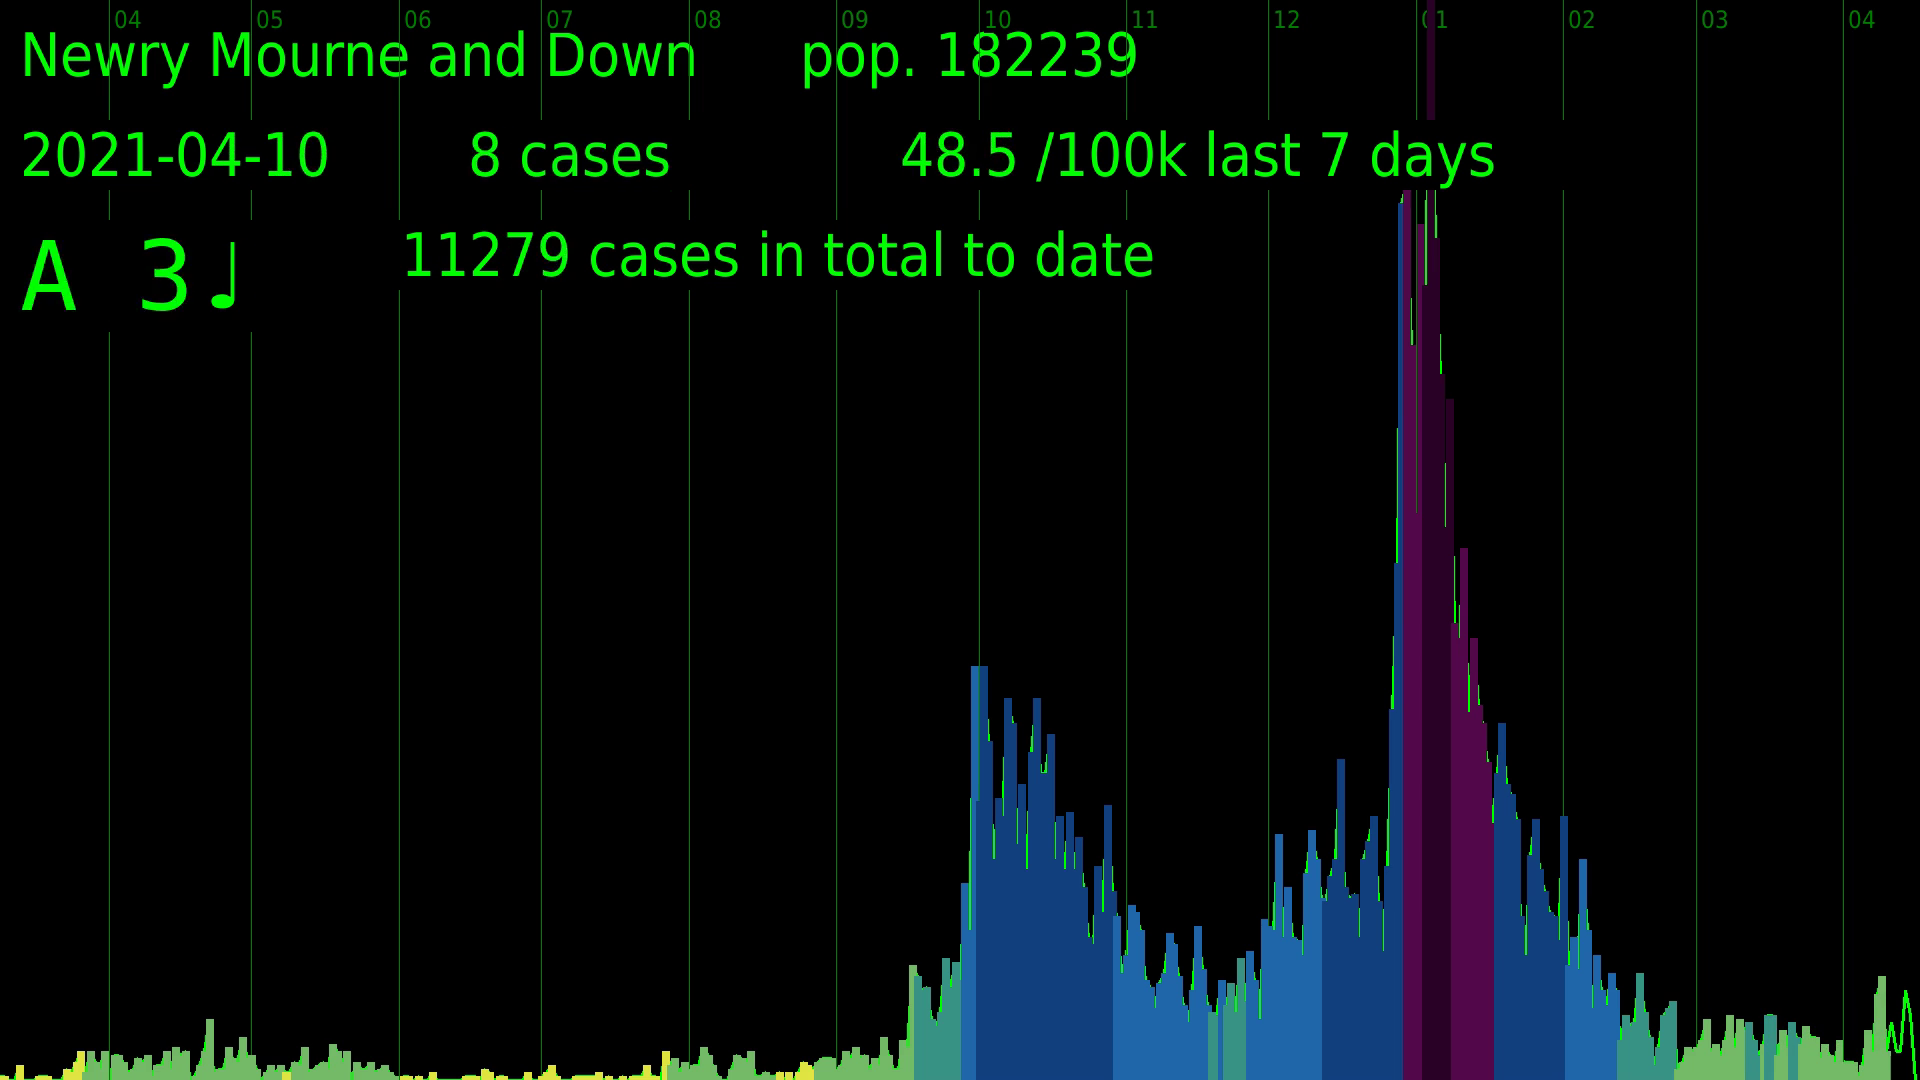 04 05 06 07 08 09 10 11 12 01 02 03 04
Newry Mourne and Down pop. 182239
2021-04-10 8 cases 48.5 /100k last 7 days
A 3♩ 11279 cases in total to date